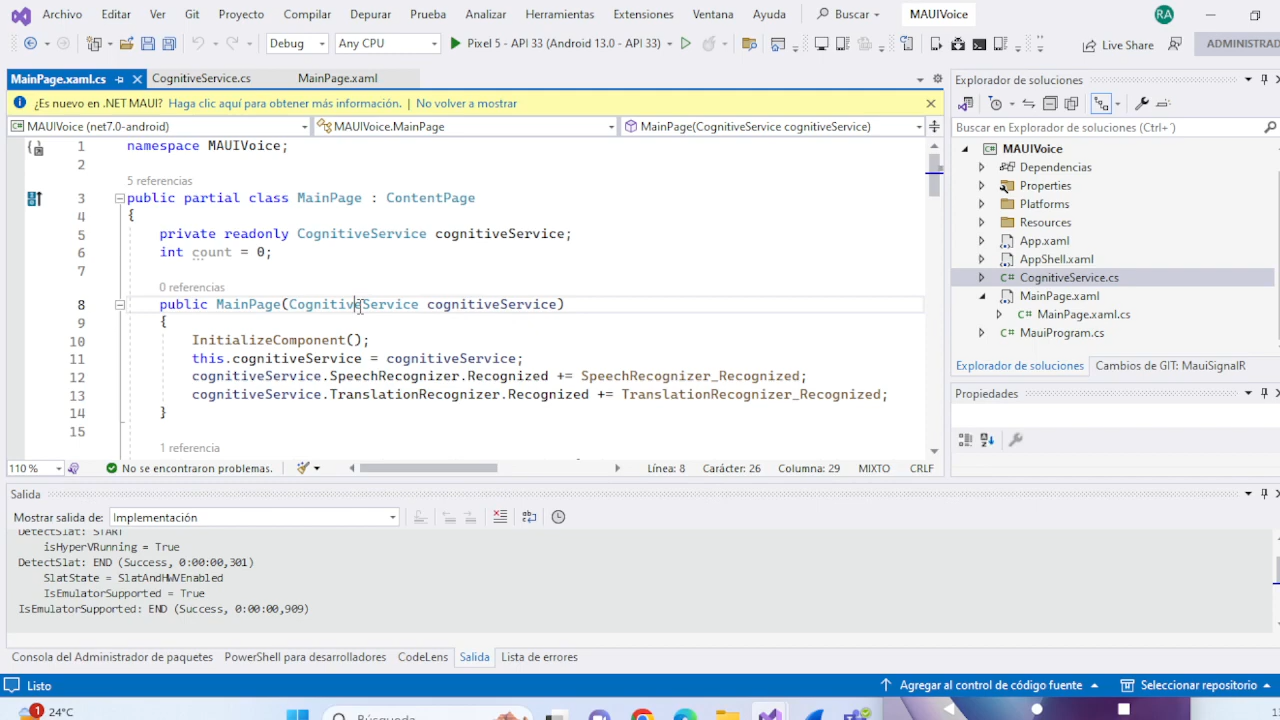 Archivo Editar Ver Git Proyecto Compilar Depurar Prueba Analizar Herramientas Extensiones Ventana Ayuda Buscar MAUIVoice RA
Debug Any CPU Pixel 5 - API 33 (Android 13.0 - API 33) Live Share ADMINISTRAD
MainPage.xaml.cs CognitiveService.cs MainPage.xaml
¿Es nuevo en .NET MAUI? Haga clic aquí para obtener más información. | No volver a mostrar
MAUIVoice (net7.0-android) MAUIVoice.MainPage MainPage(CognitiveService cognitiveService)
1 namespace MAUIVoice;
2
5 referencias
3 public partial class MainPage : ContentPage
4 {
5 private readonly CognitiveService cognitiveService;
6 int count = 0;
7
0 referencias
8 public MainPage(CognitiveService cognitiveService)
9 {
10 InitializeComponent();
11 this.cognitiveService = cognitiveService;
12 cognitiveService.SpeechRecognizer.Recognized += SpeechRecognizer_Recognized;
13 cognitiveService.TranslationRecognizer.Recognized += TranslationRecognizer_Recognized;
14 }
15
1 referencia
110 % No se encontraron problemas. Línea: 8 Carácter: 26 Columna: 29 MIXTO CRLF
Explorador de soluciones
Buscar en Explorador de soluciones (Ctrl+´)
MAUIVoice
Dependencias
Properties
Platforms
Resources
App.xaml
AppShell.xaml
CognitiveService.cs
MainPage.xaml
MainPage.xaml.cs
MauiProgram.cs
Explorador de soluciones Cambios de GIT: MauiSignalR
Propiedades
Salida
Mostrar salida de: Implementación
DetectSlat: START
isHyperVRunning = True
DetectSlat: END (Success, 0:00:00,301)
SlatState = SlatAndHWVEnabled
IsEmulatorSupported = True
IsEmulatorSupported: END (Success, 0:00:00,909)
Consola del Administrador de paquetes PowerShell para desarrolladores CodeLens Salida Lista de errores
Listo Agregar al control de código fuente Seleccionar repositorio
1 24°C Búsqueda